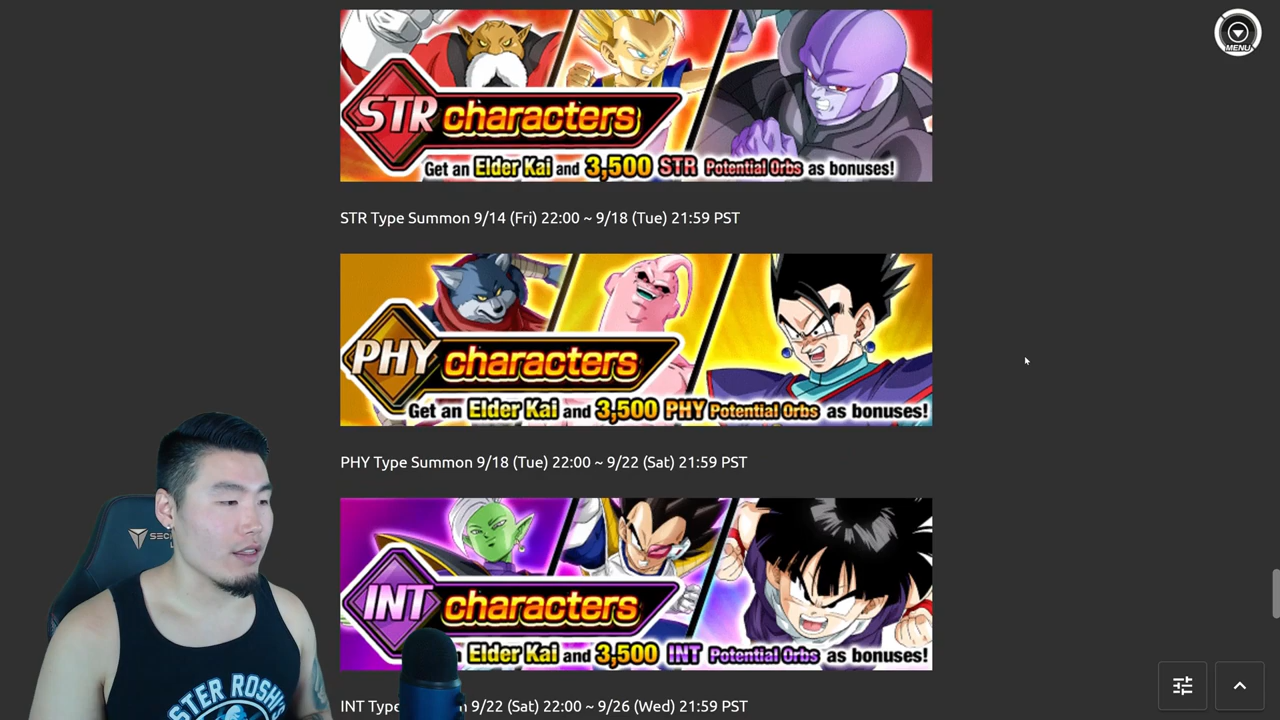 MENU
STR characters
Get an Elder Kai and 3,500 STR Potential Orbs as bonuses!
STR Type Summon 9/14 (Fri) 22:00 ~ 9/18 (Tue) 21:59 PST
PHY characters
Get an Elder Kai and 3,500 PHY Potential Orbs as bonuses!
PHY Type Summon 9/18 (Tue) 22:00 ~ 9/22 (Sat) 21:59 PST
INT characters
Elder Kai and 3,500 INT Potential Orbs as bonuses!
INT Type 9/22 (Sat) 22:00 ~ 9/26 (Wed) 21:59 PST
SEC
STER ROSHI'S